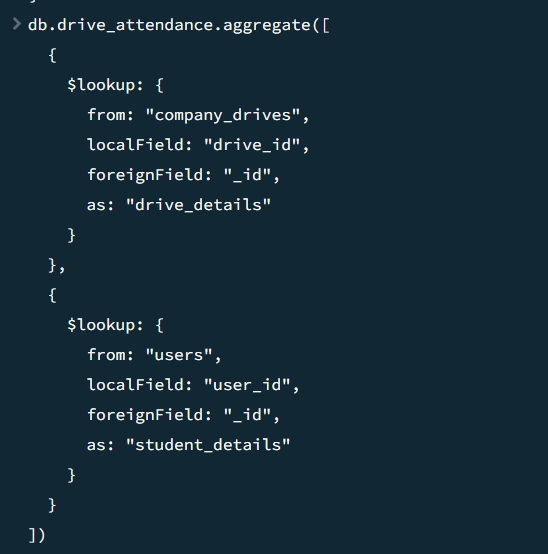 > db.drive_attendance.aggregate([
  {
    $lookup: {
      from: "company_drives",
      localField: "drive_id",
      foreignField: "_id",
      as: "drive_details"
    }
  },
  {
    $lookup: {
      from: "users",
      localField: "user_id",
      foreignField: "_id",
      as: "student_details"
    }
  }
])